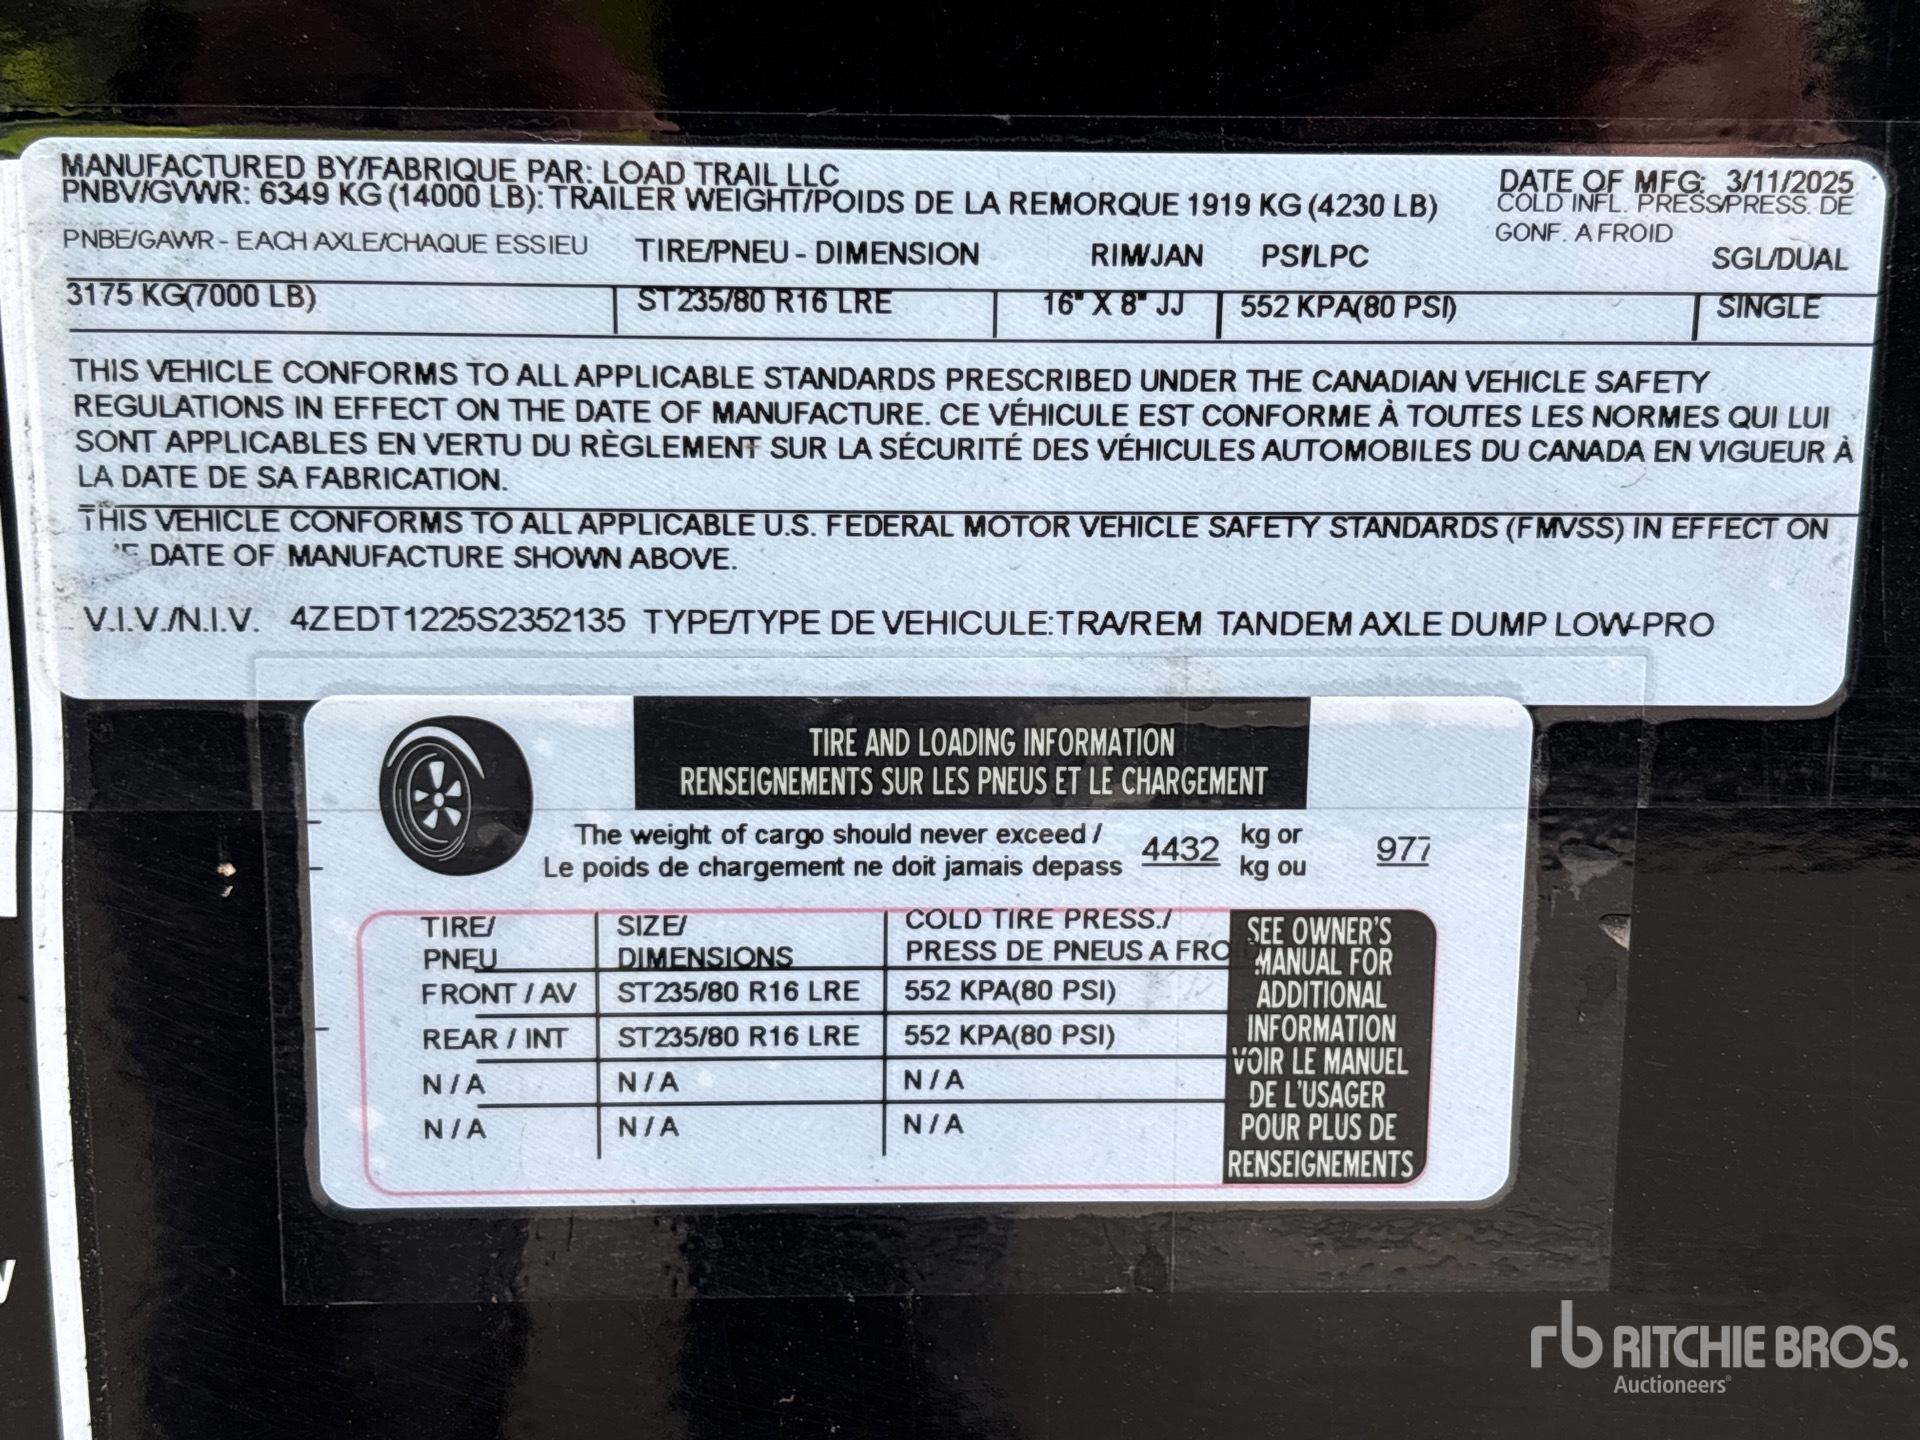 MANUFACTURED BY/FABRIQUE PAR: LOAD TRAIL LLC
DATE OF MFG: 3/11/2025
PNBV/GVWR: 6349 KG (14000 LB): TRAILER WEIGHT/POIDS DE LA REMORQUE 1919 KG (4230 LB)
COLD INFL. PRESS/PRESS. DE
GONF. A FROID
PNBE/GAWR - EACH AXLE/CHAQUE ESSIEU TIRE/PNEU - DIMENSION RIM/JAN PSI/LPC SGL/DUAL
3175 KG(7000 LB) ST235/80 R16 LRE 16" X 8" JJ 552 KPA(80 PSI) SINGLE
THIS VEHICLE CONFORMS TO ALL APPLICABLE STANDARDS PRESCRIBED UNDER THE CANADIAN VEHICLE SAFETY
REGULATIONS IN EFFECT ON THE DATE OF MANUFACTURE. CE VÉHICULE EST CONFORME À TOUTES LES NORMES QUI LUI
SONT APPLICABLES EN VERTU DU RÈGLEMENT SUR LA SÉCURITÉ DES VÉHICULES AUTOMOBILES DU CANADA EN VIGUEUR À
LA DATE DE SA FABRICATION.
THIS VEHICLE CONFORMS TO ALL APPLICABLE U.S. FEDERAL MOTOR VEHICLE SAFETY STANDARDS (FMVSS) IN EFFECT ON
DATE OF MANUFACTURE SHOWN ABOVE.
V.I.V./N.I.V. 4ZEDT1225S2352135 TYPE/TYPE DE VEHICULE:TRA/REM TANDEM AXLE DUMP LOW-PRO
TIRE AND LOADING INFORMATION
RENSEIGNEMENTS SUR LES PNEUS ET LE CHARGEMENT
The weight of cargo should never exceed / 4432 kg or 977
Le poids de chargement ne doit jamais depass kg ou
TIRE/ SIZE/ COLD TIRE PRESS./
PNEU DIMENSIONS PRESS DE PNEUS A FROI
FRONT / AV ST235/80 R16 LRE 552 KPA(80 PSI)
REAR / INT ST235/80 R16 LRE 552 KPA(80 PSI)
N / A N / A N / A
N / A N / A N / A
SEE OWNER'S
MANUAL FOR
ADDITIONAL
INFORMATION
VOIR LE MANUEL
DE L'USAGER
POUR PLUS DE
RENSEIGNEMENTS
rb RITCHIE BROS.
Auctioneers